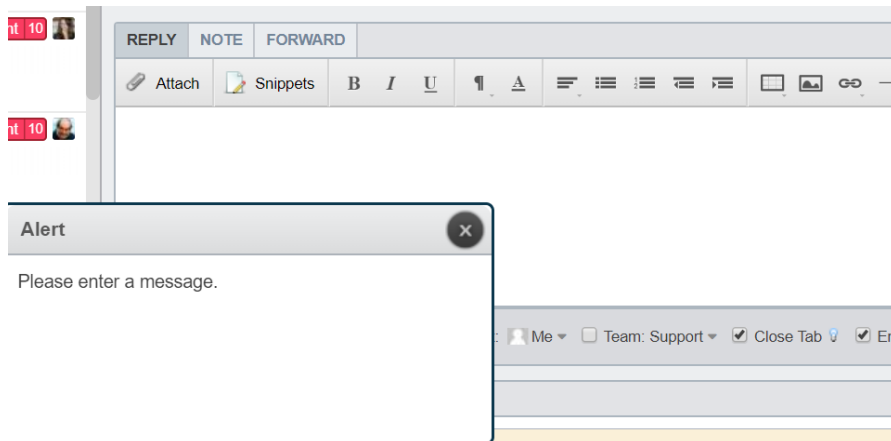 nt 10
REPLY NOTE FORWARD
Attach Snippets B I U ¶ A
nt 10
Alert
Please enter a message.
: Me Team: Support Close Tab